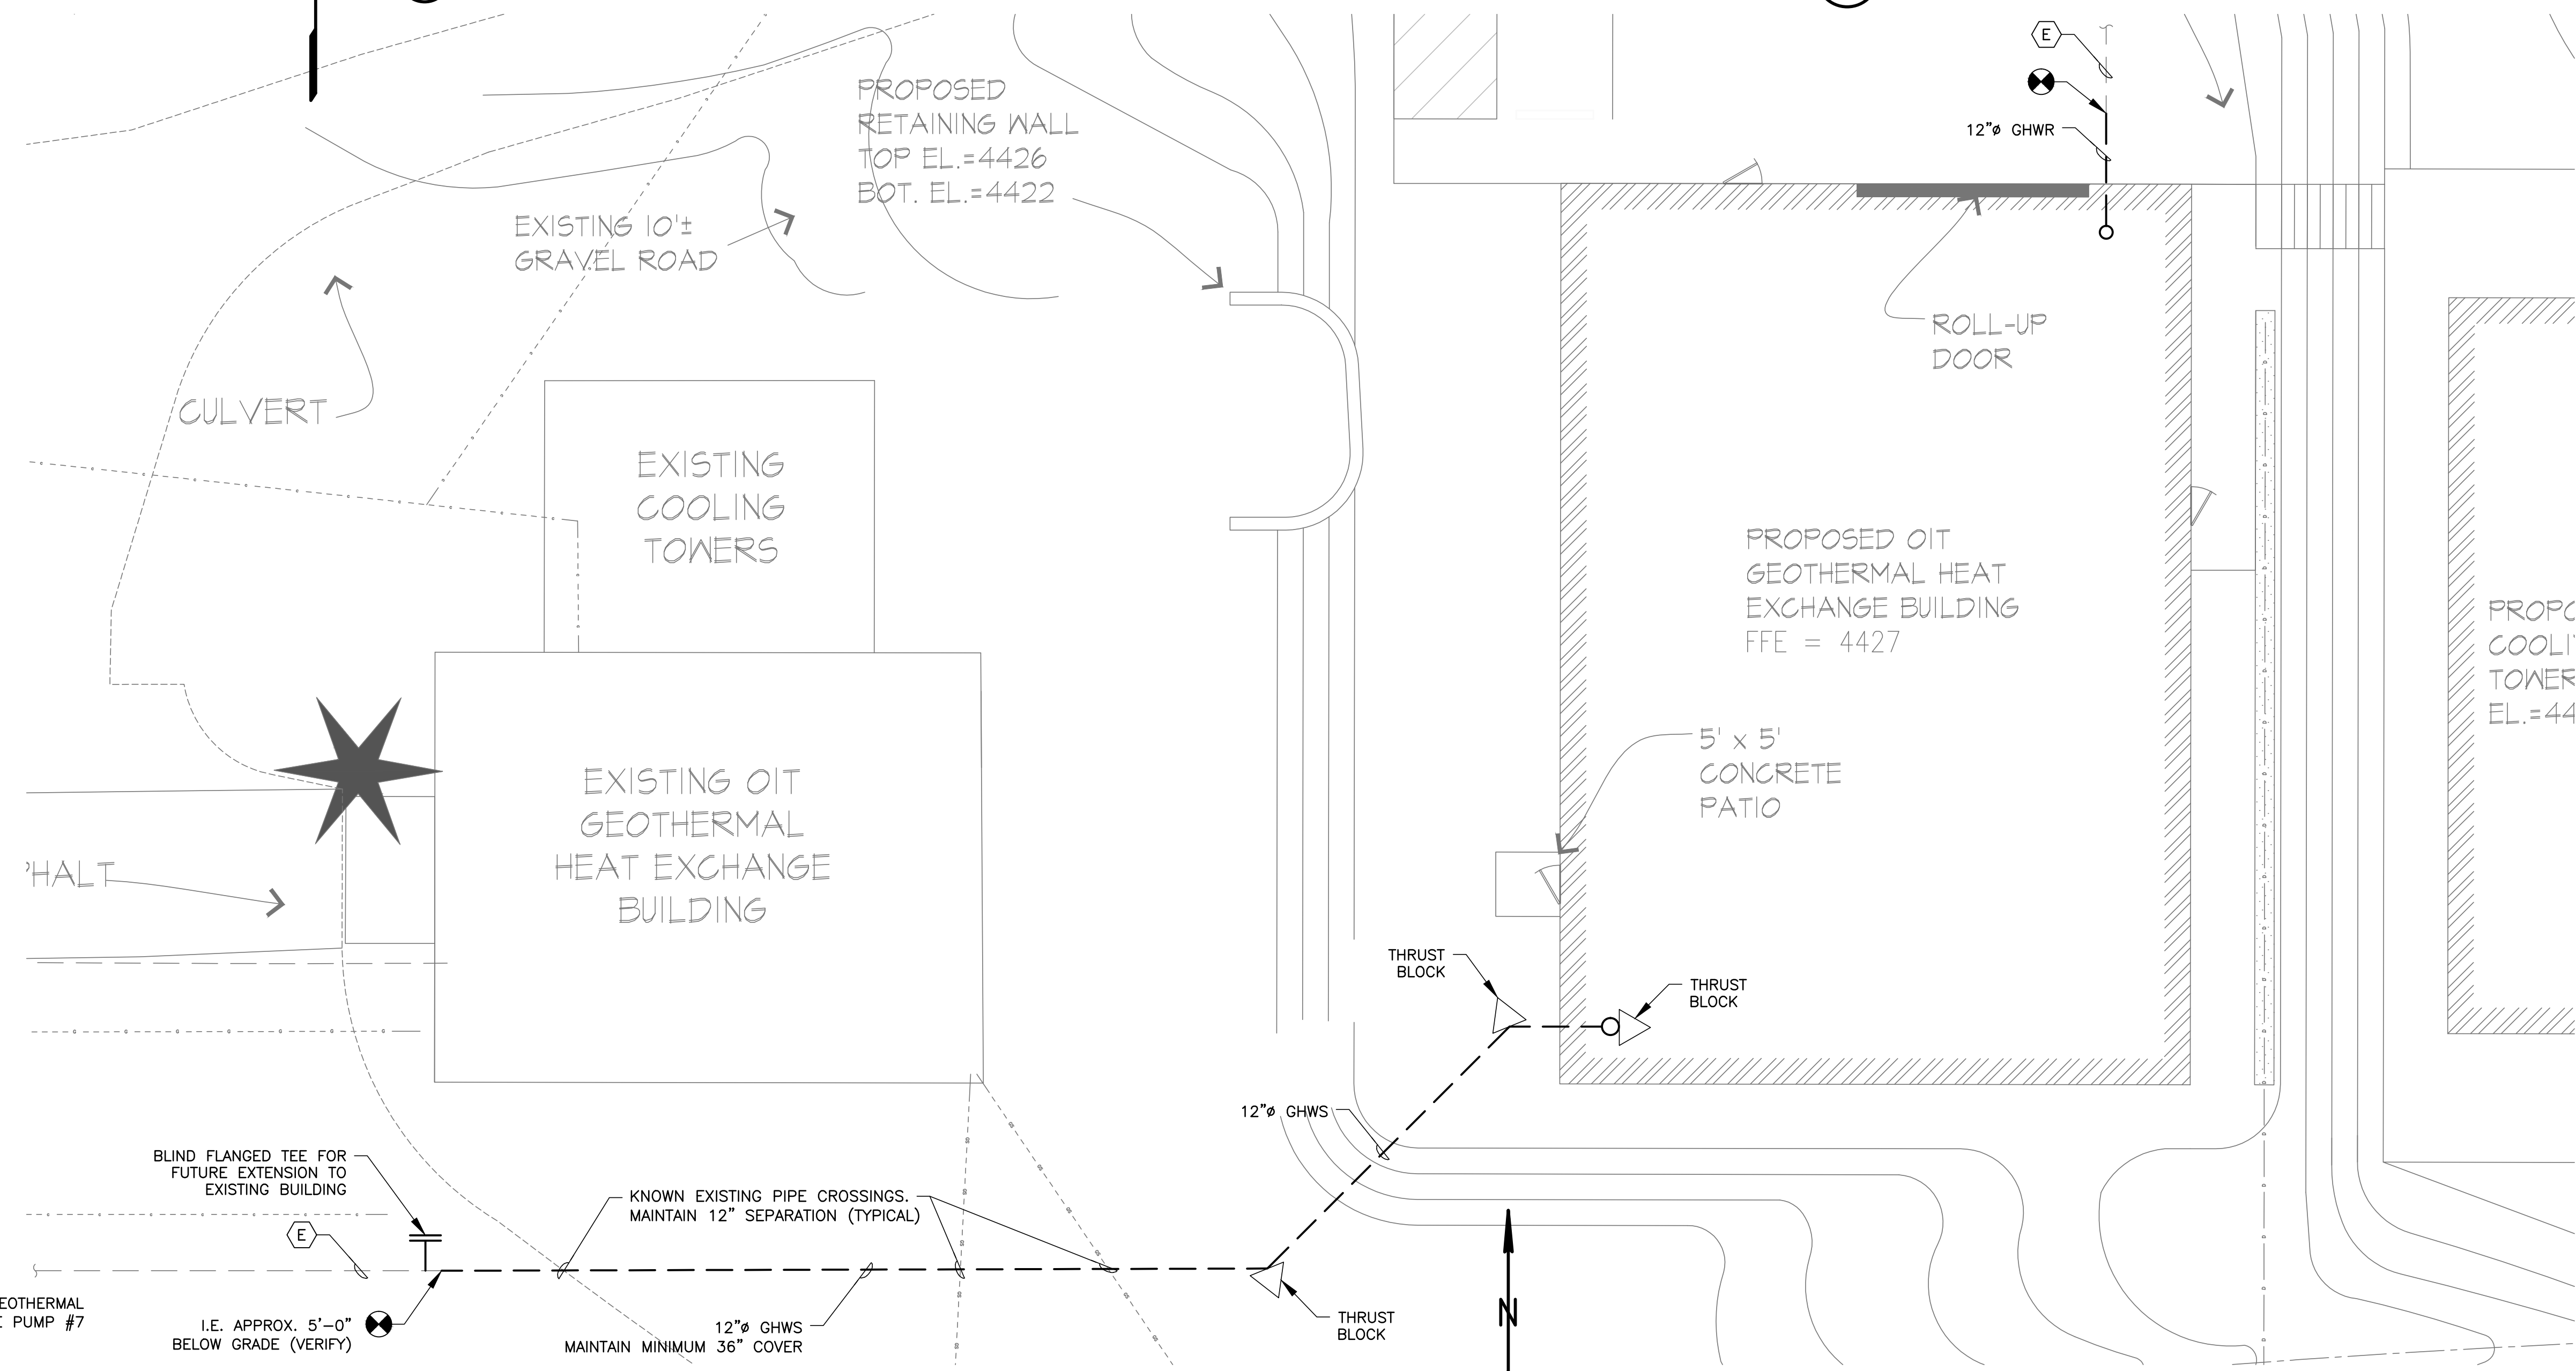 E
12"ø GHWR
PROPOSED
RETAINING WALL
TOP EL.=4426
BOT. EL.=4422
EXISTING 10'±
GRAVEL ROAD
CULVERT
ROLL-UP
DOOR
EXISTING
COOLING
TOWERS
PROPOSED OIT
GEOTHERMAL HEAT
EXCHANGE BUILDING
FFE = 4427
5' x 5'
CONCRETE
PATIO
EXISTING OIT
GEOTHERMAL
HEAT EXCHANGE
BUILDING
PHALT
THRUST
BLOCK
THRUST
BLOCK
12"ø GHWS
BLIND FLANGED TEE FOR
FUTURE EXTENSION TO
EXISTING BUILDING
E
KNOWN EXISTING PIPE CROSSINGS.
MAINTAIN 12" SEPARATION (TYPICAL)
EOTHERMAL
PUMP #7
I.E. APPROX. 5'-0"
BELOW GRADE (VERIFY)
12"ø GHWS
MAINTAIN MINIMUM 36" COVER
THRUST
BLOCK
N
PROPO
COOLI
TOWER
EL.=44